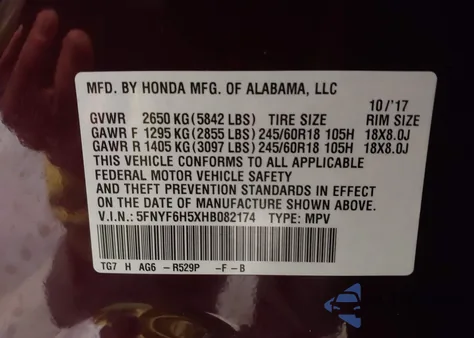 MFD. BY HONDA MFG. OF ALABAMA, LLC
10/'17
GVWR 2650 KG(5842 LBS) TIRE SIZE RIM SIZE
GAWR F 1295 KG(2855 LBS) 245/60R18 105H 18X8.0J
GAWR R 1405 KG(3097 LBS) 245/60R18 105H 18X8.0J
THIS VEHICLE CONFORMS TO ALL APPLICABLE
FEDERAL MOTOR VEHICLE SAFETY
AND THEFT PREVENTION STANDARDS IN EFFECT
ON THE DATE OF MANUFACTURE SHOWN ABOVE.
V.I.N.: 5FNYF6H5XHB082174 TYPE: MPV
TG7 H AG6 -R529P -F -B